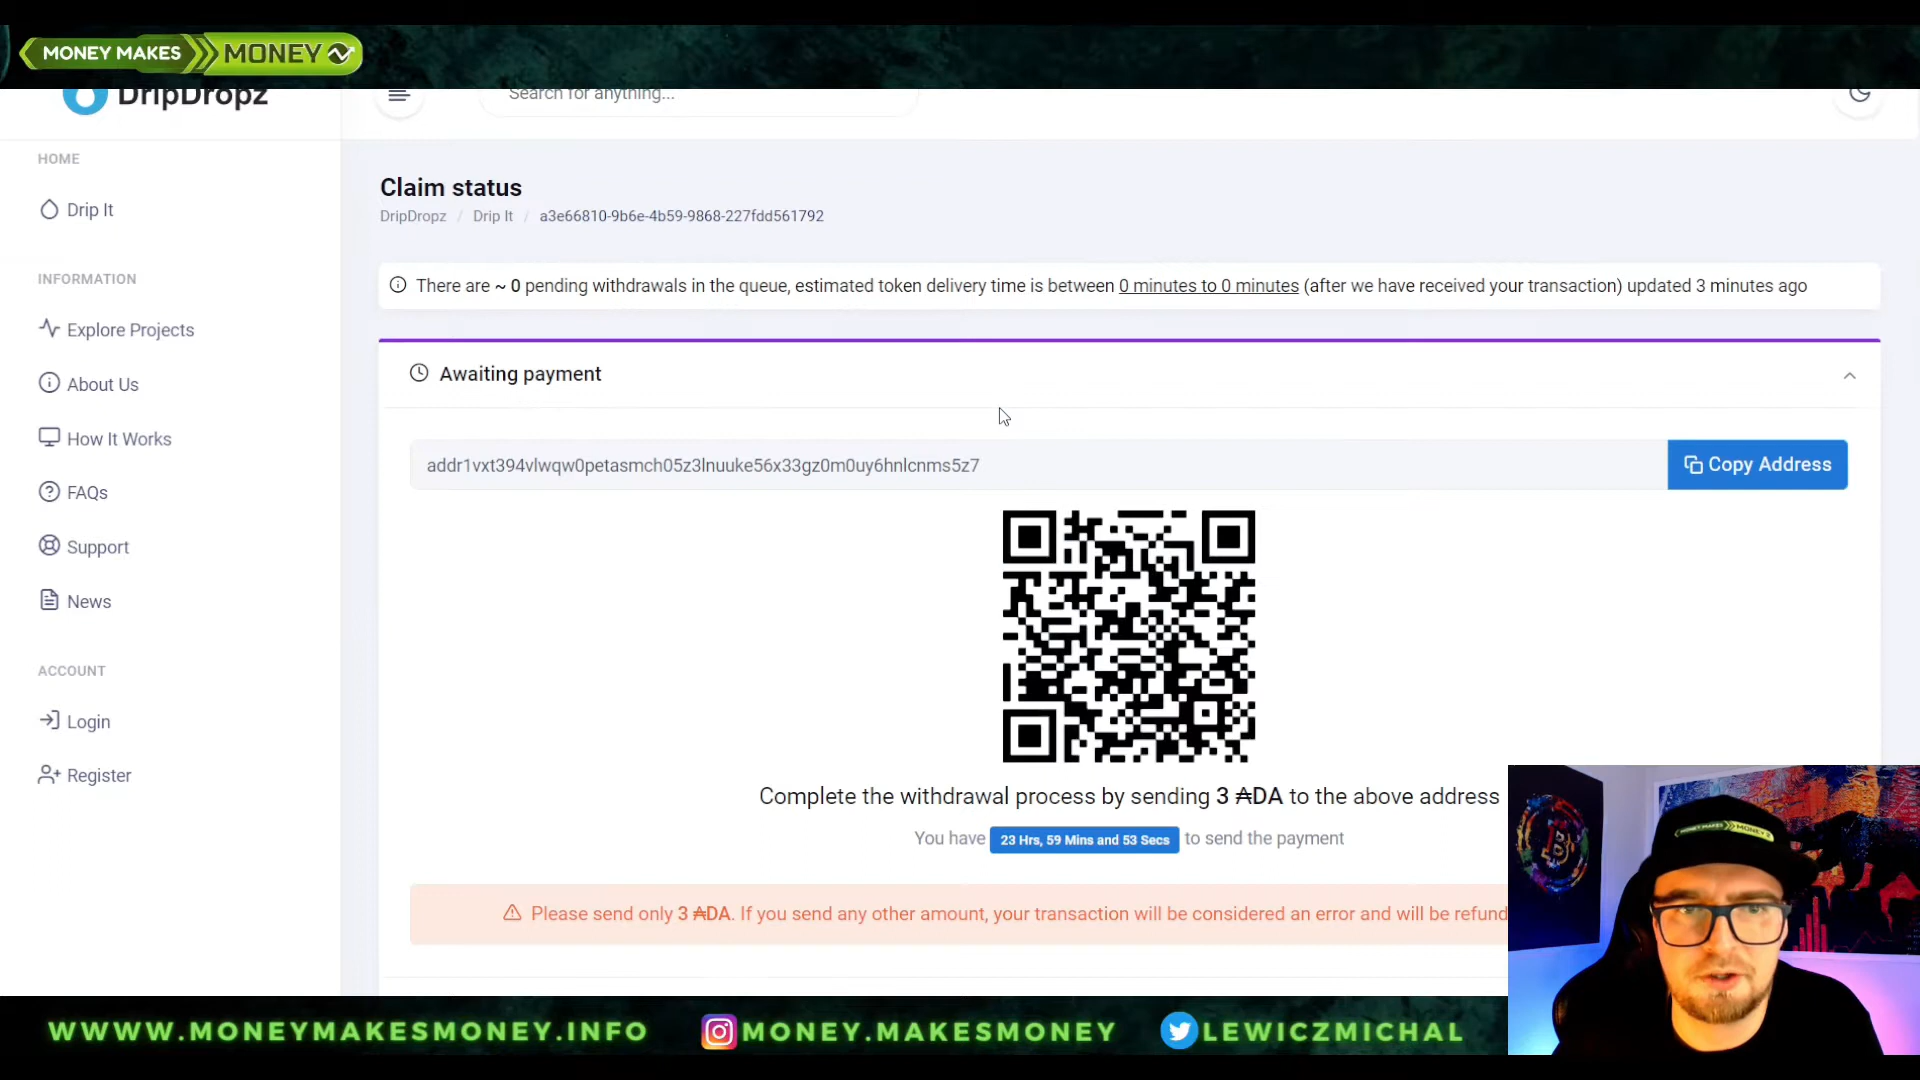 MONEY MAKES MONEY
DripDropz
Search for anything...
HOME
Drip It
INFORMATION
Explore Projects
About Us
How It Works
FAQs
Support
News
ACCOUNT
Login
Register
Claim status
DripDropz / Drip It / a3e66810-9b6e-4b59-9868-227fdd561792
There are ~ 0 pending withdrawals in the queue, estimated token delivery time is between 0 minutes to 0 minutes (after we have received your transaction) updated 3 minutes ago
Awaiting payment
addr1vxt394vlwqw0petasmch05z3lnuuke56x33gz0m0uy6hnlcnms5z7
Copy Address
Complete the withdrawal process by sending 3 ₳DA to the above address
You have 23 Hrs, 59 Mins and 53 Secs to send the payment
Please send only 3 ₳DA. If you send any other amount, your transaction will be considered an error and will be refund
MONEY MAKES MONEY
WWWW.MONEYMAKESMONEY.INFO
MONEY.MAKESMONEY
LEWICZMICHAL